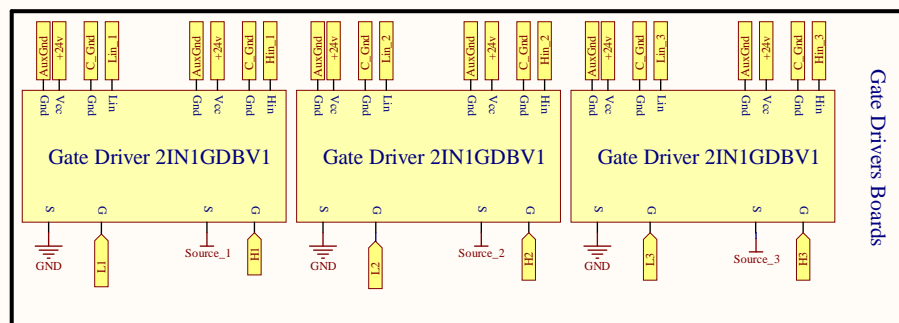 AuxGnd
+24v
C_Gnd
Lin_1
AuxGnd
+24v
C_Gnd
Hin_1
AuxGnd
+24v
C_Gnd
Lin_2
AuxGnd
+24v
C_Gnd
Hin_2
AuxGnd
+24v
C_Gnd
Lin_3
AuxGnd
+24v
C_Gnd
Hin_3
Gnd
Vcc
Gnd
Lin
Gnd
Vcc
Gnd
Hin
Gnd
Vcc
Gnd
Lin
Gnd
Vcc
Gnd
Hin
Gnd
Vcc
Gnd
Lin
Gnd
Vcc
Gnd
Hin
Gate Driver 2IN1GDBV1
Gate Driver 2IN1GDBV1
Gate Driver 2IN1GDBV1
S
G
S
G
S
G
S
G
S
G
S
G
GND
L1
Source_1
H1
GND
L2
Source_2
H2
GND
L3
Source_3
H3
Gate Drivers Boards